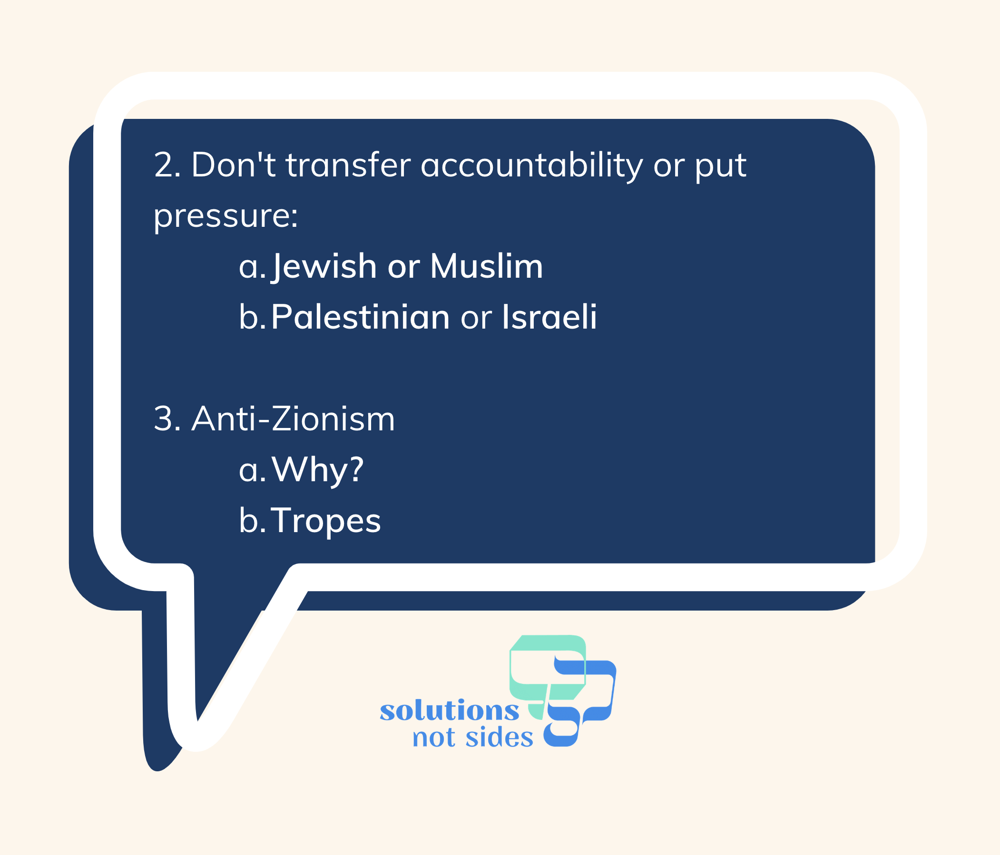 2. Don't transfer accountability or put
pressure:
a. Jewish or Muslim
b. Palestinian or Israeli
3. Anti-Zionism
a. Why?
b. Tropes
solutions
not sides